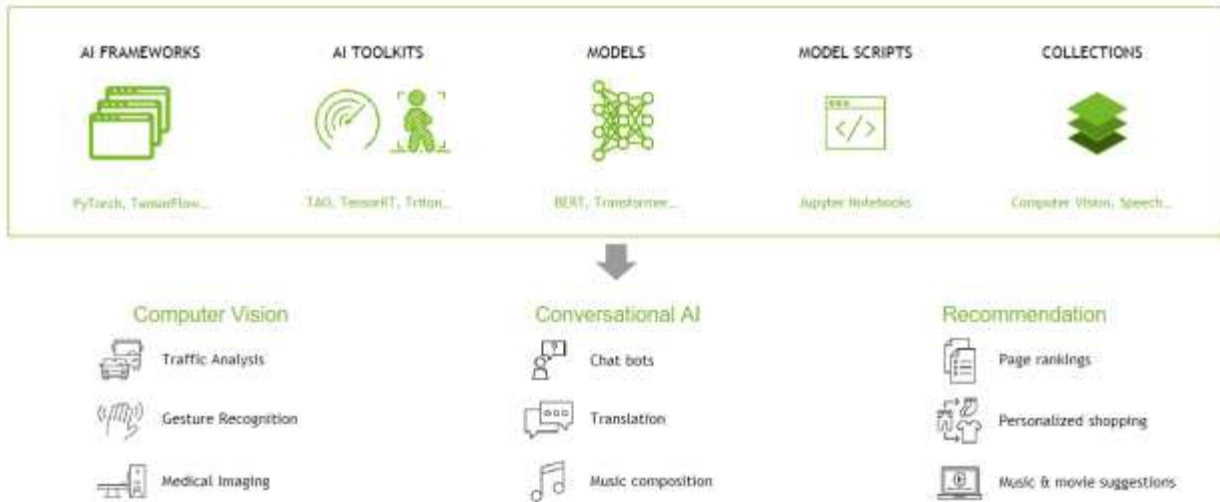 AI FRAMEWORKS
AI TOOLKITS
MODELS
MODEL SCRIPTS
COLLECTIONS
</>
PyTorch, TensorFlow...
TAO, TensorRT, Triton...
BERT, Transformer...
Jupyter Notebooks
Computer Vision, Speech...
Computer Vision
Traffic Analysis
Gesture Recognition
Medical Imaging
Conversational AI
?
Chat bots
Translation
Music composition
Recommendation
Page rankings
Personalized shopping
Music & movie suggestions